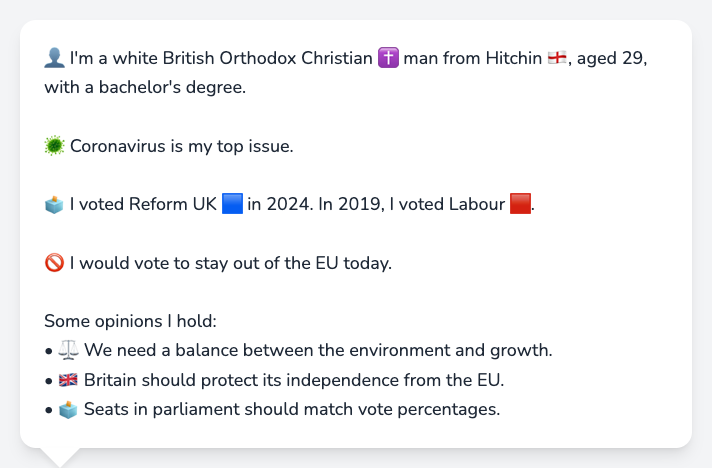 👤 I'm a white British Orthodox Christian ✝️ man from Hitchin 🏴󠁧󠁢󠁥󠁮󠁧󠁿, aged 29,
with a bachelor's degree.
🦠 Coronavirus is my top issue.
🗳️ I voted Reform UK 🟦 in 2024. In 2019, I voted Labour 🟥.
🚫 I would vote to stay out of the EU today.
Some opinions I hold:
• ⚖️ We need a balance between the environment and growth.
• 🇬🇧 Britain should protect its independence from the EU.
• 🗳️ Seats in parliament should match vote percentages.